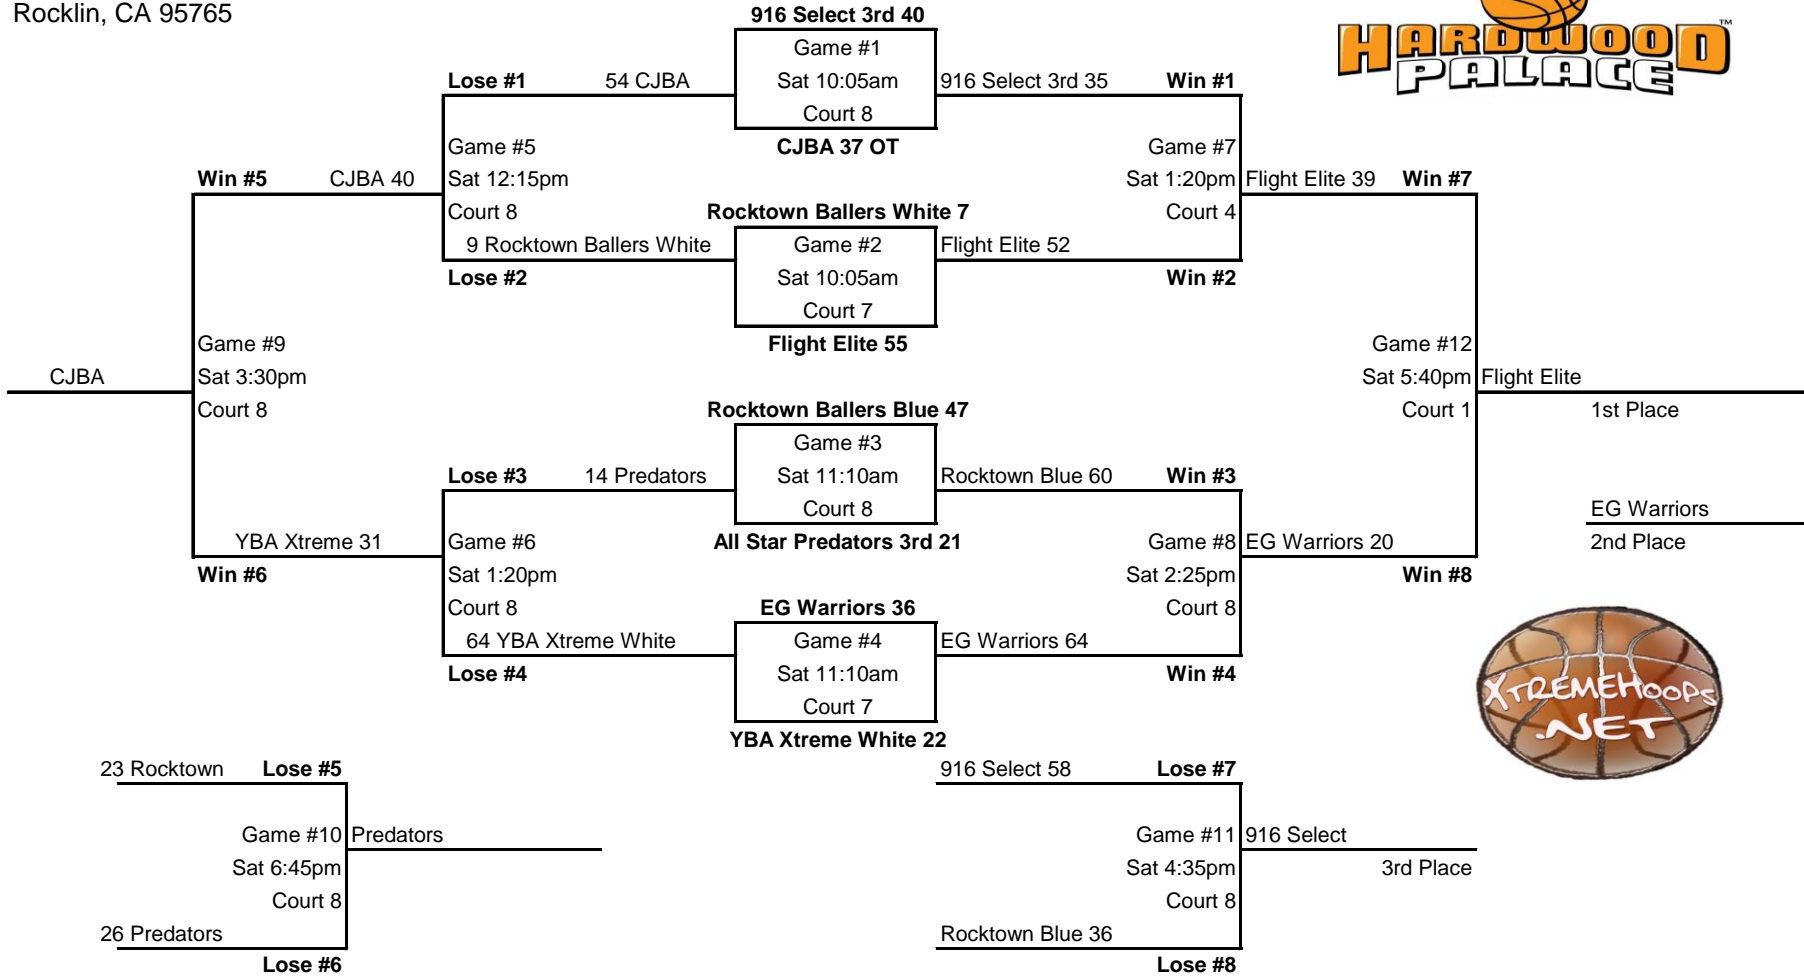 Rocklin, CA 95765
916 Select 3rd 40
HARDWOOD
PALACE
™
Game #1
Lose #1
54 CJBA
Sat 10:05am
916 Select 3rd 35
Win #1
Court 8
Game #5
CJBA 37 OT
Game #7
Win #5
CJBA 40
Sat 12:15pm
Sat 1:20pm
Flight Elite 39
Win #7
Court 8
Rocktown Ballers White 7
Court 4
9 Rocktown Ballers White
Game #2
Flight Elite 52
Lose #2
Sat 10:05am
Win #2
Court 7
Game #9
Flight Elite 55
Game #12
CJBA
Sat 3:30pm
Sat 5:40pm
Flight Elite
Court 8
Rocktown Ballers Blue 47
Court 1
1st Place
Game #3
Lose #3
14 Predators
Sat 11:10am
Rocktown Blue 60
Win #3
Court 8
EG Warriors
YBA Xtreme 31
Game #6
All Star Predators 3rd 21
Game #8
EG Warriors 20
2nd Place
Win #6
Sat 1:20pm
Sat 2:25pm
Win #8
Court 8
EG Warriors 36
Court 8
64 YBA Xtreme White
Game #4
EG Warriors 64
Lose #4
Sat 11:10am
Win #4
XTREMEHOOPS
.NET
Court 7
YBA Xtreme White 22
23 Rocktown
Lose #5
916 Select 58
Lose #7
Game #10
Predators
Game #11
916 Select
Sat 6:45pm
Sat 4:35pm
3rd Place
Court 8
Court 8
26 Predators
Rocktown Blue 36
Lose #6
Lose #8